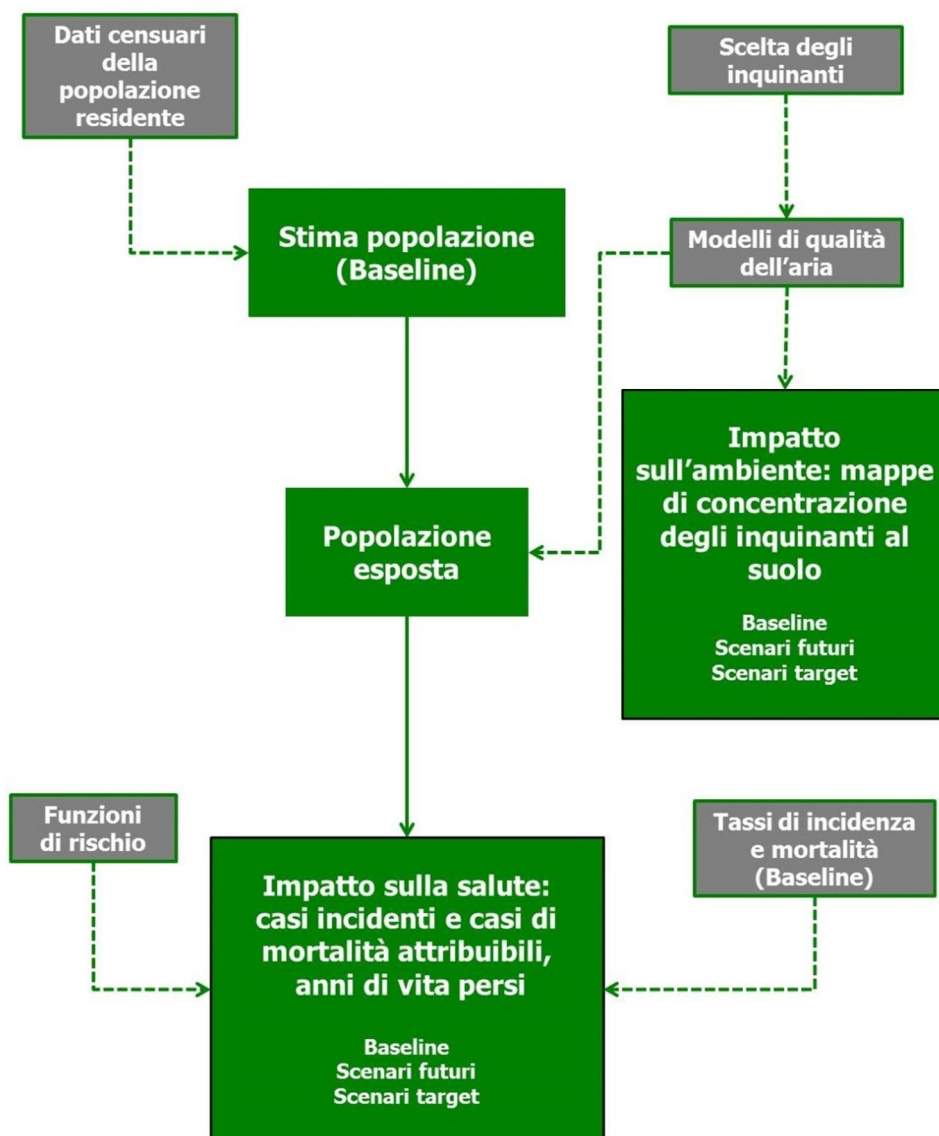 Dati censuari
della
popolazione
residente
Scelta degli
inquinanti
Stima popolazione
(Baseline)
Modelli di qualità
dell’aria
Impatto
sull’ambiente: mappe
di concentrazione
degli inquinanti al
suolo
Baseline
Scenari futuri
Scenari target
Popolazione
esposta
Funzioni
di rischio
Tassi di incidenza
e mortalità
(Baseline)
Impatto sulla salute:
casi incidenti e casi di
mortalità attribuibili,
anni di vita persi
Baseline
Scenari futuri
Scenari target